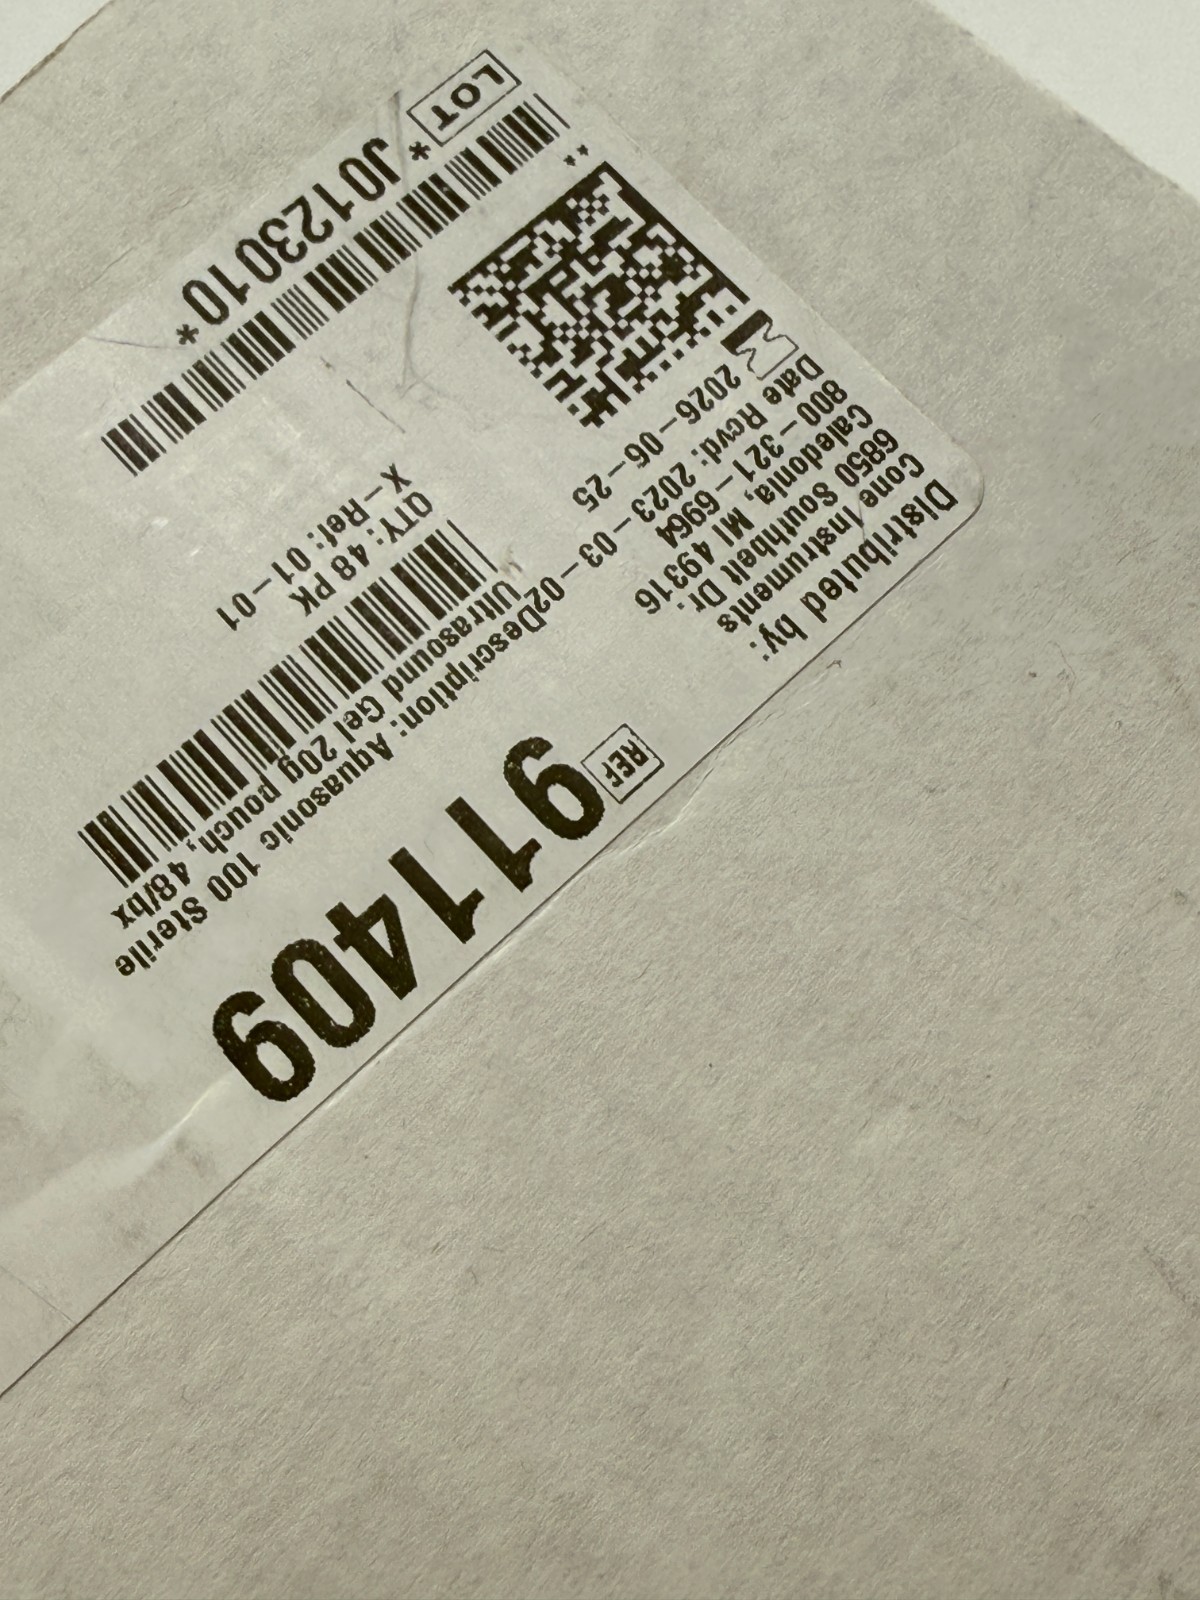 REF
911409
Description: Aquasonic 100 Sterile
Ultrasound Gel 20g pouch, 48/bx
QTY: 48 PK
X-Ref: 01-01
Distributed by:
Cone Instruments
6850 Southbelt Dr.
Caledonia, MI 49316
800-321-6964
Date Rcvd: 2023-03-02
2026-06-25
LOT
*J0123010*